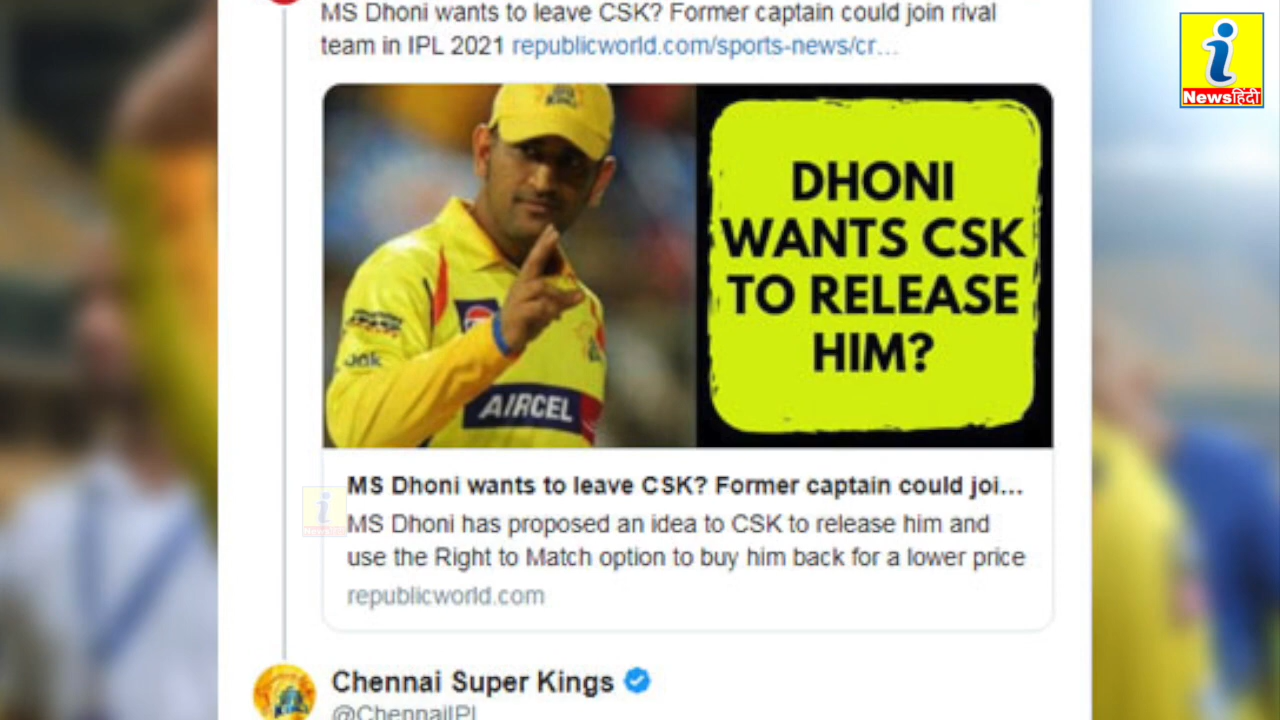 MS Dhoni wants to leave CSK? Former captain could join rival
team in IPL 2021 republicworld.com/sports-news/cr…
i
Newsहिंदी
DHONI
WANTS CSK
TO RELEASE
HIM?
AIRCEL
MS Dhoni wants to leave CSK? Former captain could joi...
MS Dhoni has proposed an idea to CSK to release him and
use the Right to Match option to buy him back for a lower price
republicworld.com
Chennai Super Kings
@ChennaiIPL